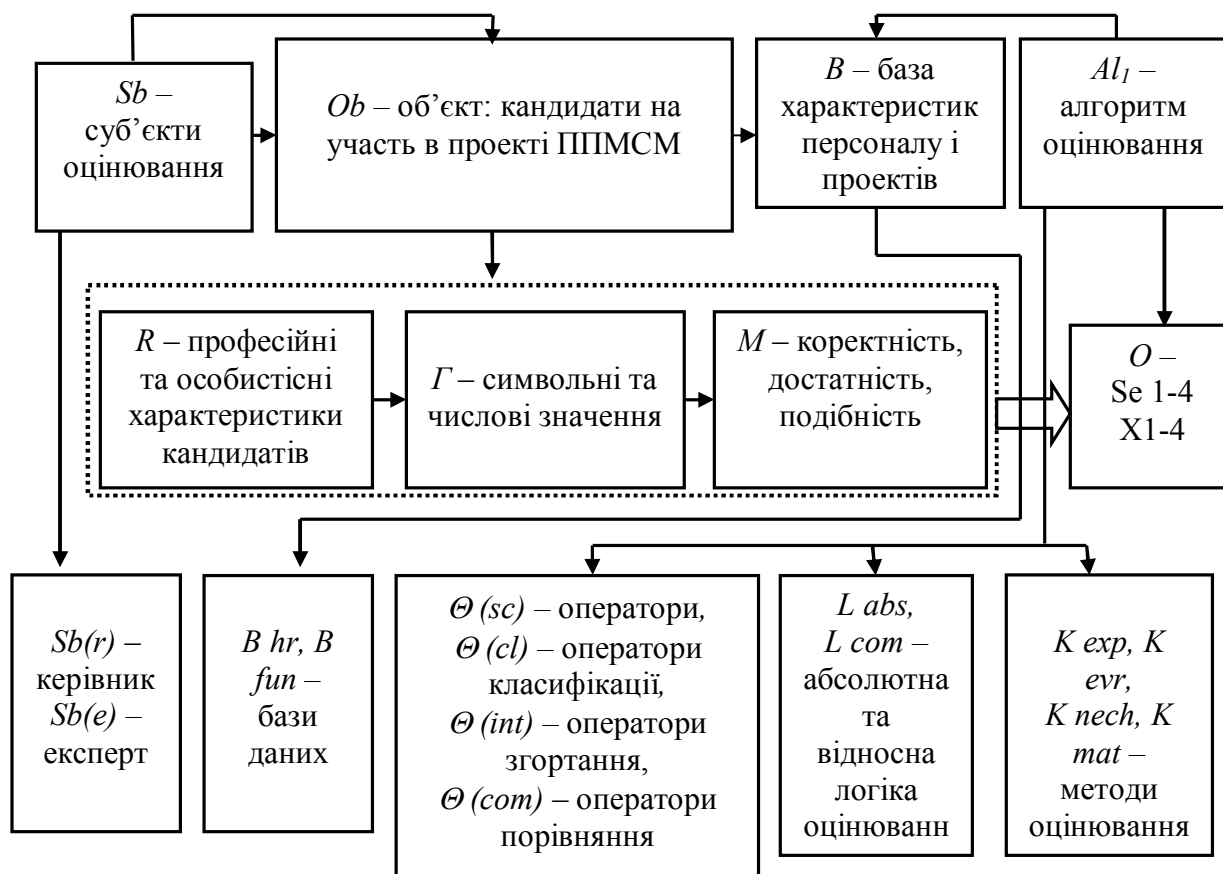 Sb –
суб’єкти
оцінювання
Ob – об’єкт: кандидати на
участь в проекті ППМСМ
B – база
характеристик
персоналу і
проектів
Al1 –
алгоритм
оцінювання
R – професійні
та особистісні
характеристики
кандидатів
Г – символьні та
числові значення
M – коректність,
достатність,
подібність
O –
Se 1-4
X1-4
Sb(r) –
керівник
Sb(e) –
експерт
B hr, B
fun –
бази
даних
Θ (sc) – оператори,
Θ (cl) – оператори
класифікації,
Θ (int) – оператори
згортання,
Θ (com) – оператори
порівняння
L abs,
L com –
абсолютна
та
відносна
логіка
оцінюванн
K exp, K
evr,
K nech, K
mat –
методи
оцінювання